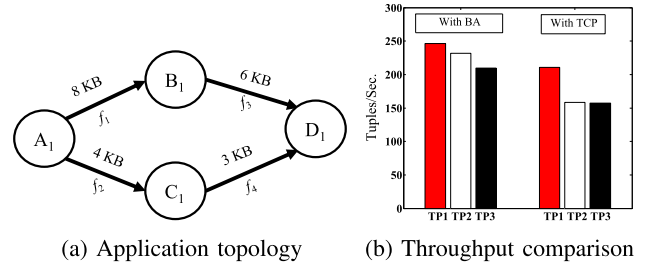 8 KB
f1
B1
6 KB
f3
A1
D1
4 KB
f2
C1
3 KB
f4
(a) Application topology
300
250
200
150
100
50
0
Tuples/Sec.
With BA
With TCP
TP1 TP2 TP3
TP1 TP2 TP3
(b) Throughput comparison